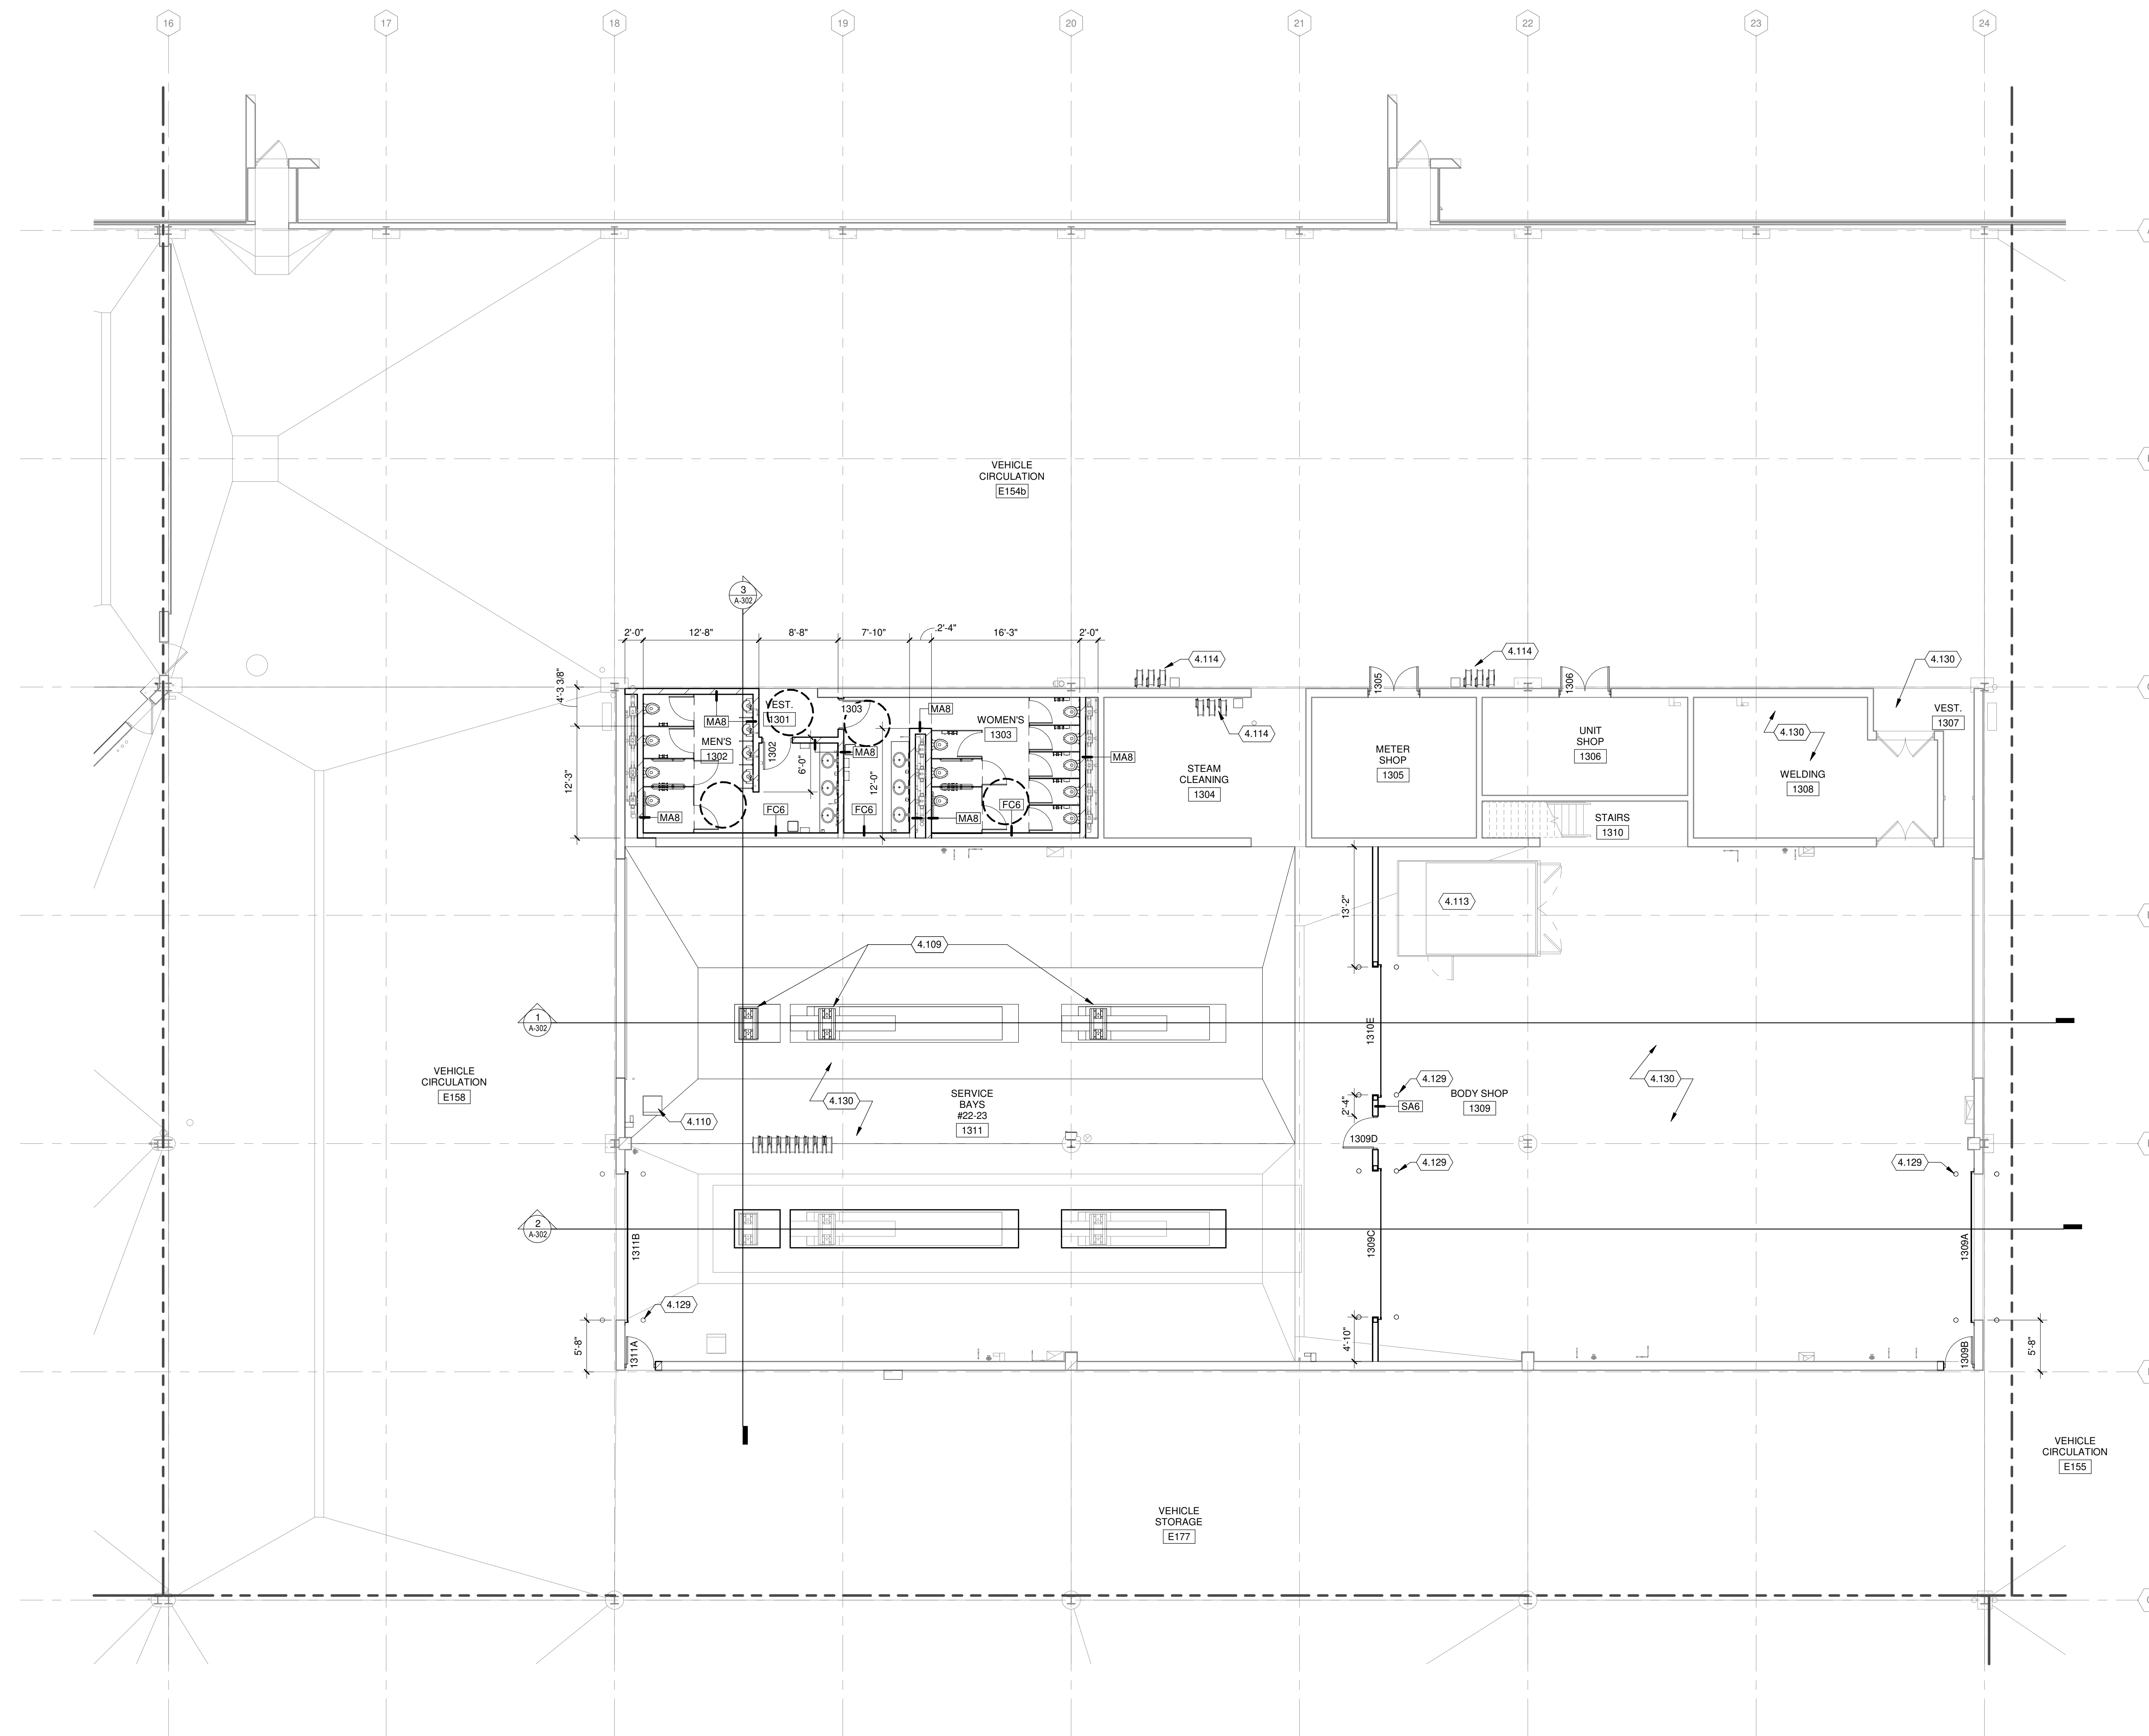 16
17
18
19
20
21
22
23
24
VEHICLE
CIRCULATION
E154b
3
A-302
2'-0"
12'-8"
8'-8"
7'-10"
2'-4"
16'-3"
2'-0"
4.114
4.114
4.130
4'-3 3/8"
12'-3"
MA8
VEST.
1301
1303
MA8
WOMEN'S
1303
MEN'S
1302
1302
6'-0"
MA8
12'-0"
MA8
FC6
FC6
FC6
MA8
MA8
4.114
STEAM
CLEANING
1304
1305
METER
SHOP
1305
1306
UNIT
SHOP
1306
STAIRS
1310
4.130
WELDING
1308
VEST.
1307
13'-2"
4.113
4.109
1
A-302
1310E
VEHICLE
CIRCULATION
E158
4.110
4.130
SERVICE
BAYS
#22-23
1311
4.129
2'-4"
SA6
BODY SHOP
1309
4.130
1309D
4.129
4.129
2
A-302
1311B
1309C
1309A
4.129
5'-8"
1311A
4'-10"
1309B
5'-8"
VEHICLE
CIRCULATION
E155
VEHICLE
STORAGE
E177